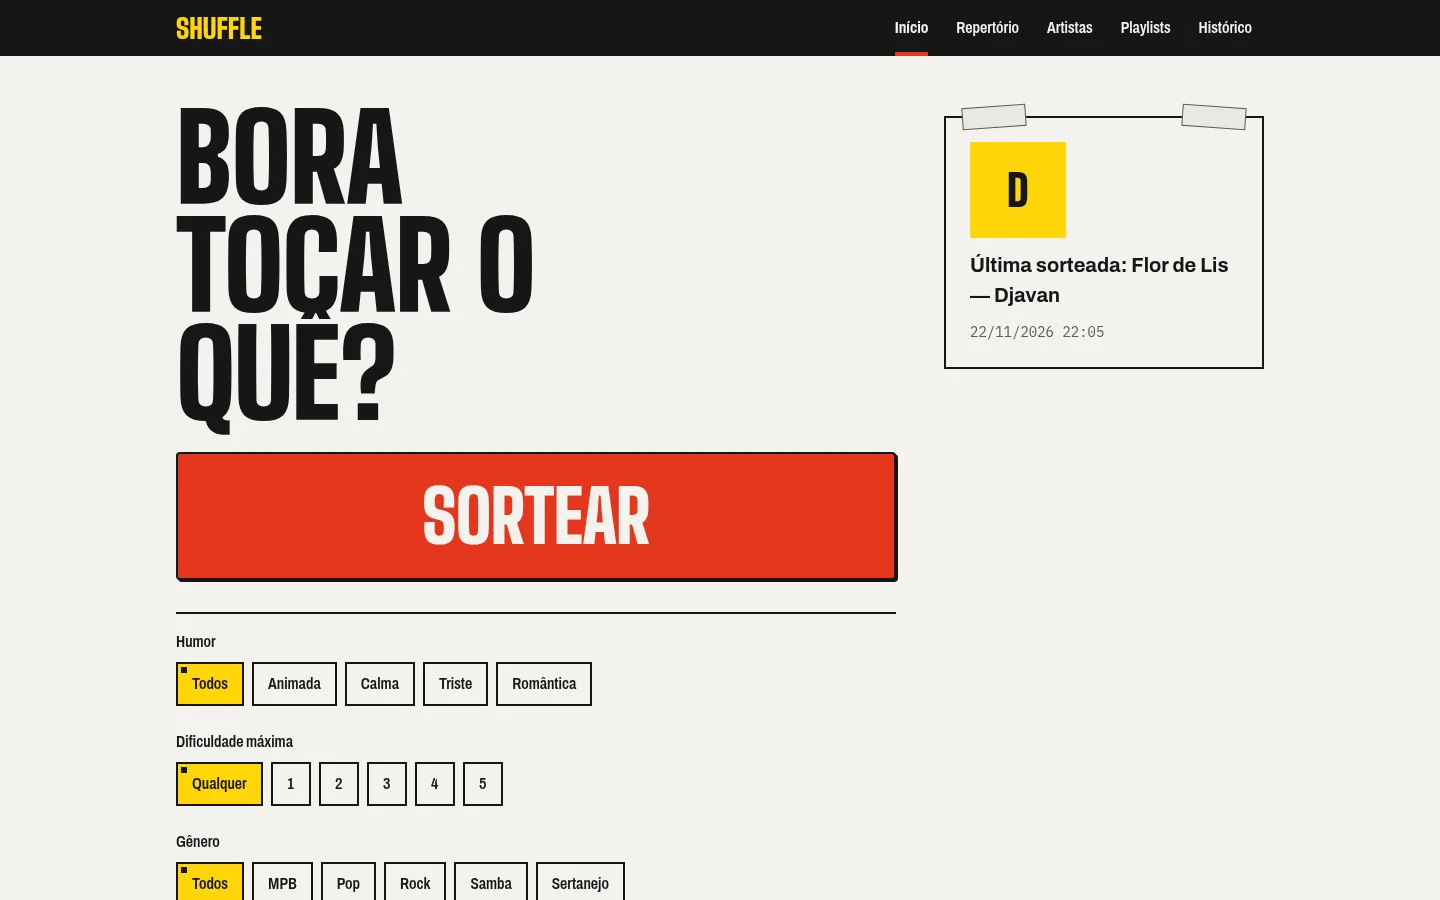 SHUFFLE
Início Repertório Artistas Playlists Histórico
BORA
TOCAR O
QUÊ?
D
Última sorteada: Flor de Lis
— Djavan
22/11/2026 22:05
SORTEAR
Humor
Todos Animada Calma Triste Romântica
Dificuldade máxima
Qualquer 1 2 3 4 5
Gênero
Todos MPB Pop Rock Samba Sertanejo